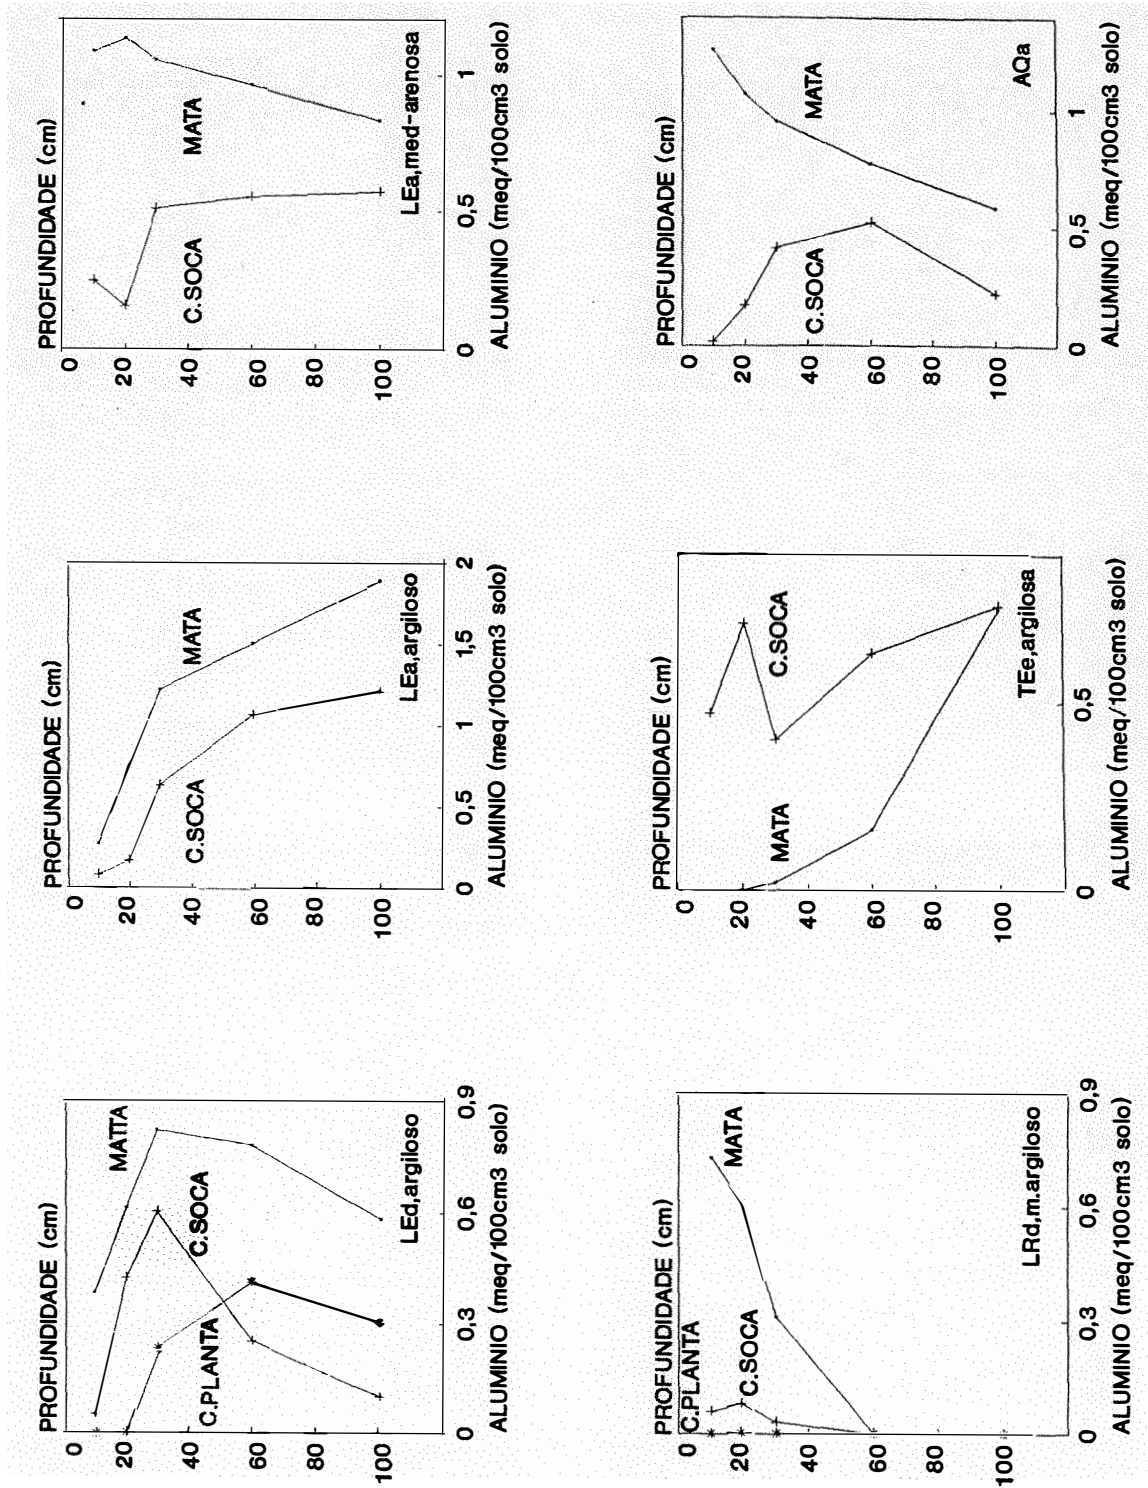 PROFUNDIDADE (cm)
0
20
40
60
80
100
MATTA
C.SOCA
C.PLANTA
LEd,argiloso
0
0,3
0,6
0,9
ALUMINIO (meq/100cm3 solo)
PROFUNDIDADE (cm)
0
20
40
60
80
100
MATA
C.SOCA
LEa,argiloso
0
0,5
1
1,5
2
ALUMINIO (meq/100cm3 solo)
PROFUNDIDADE (cm)
0
20
40
60
80
100
MATA
C.SOCA
LEa,med-arenosa
0
0,5
1
ALUMINIO (meq/100cm3 solo)
PROFUNDIDADE (cm)
0
20
40
60
80
100
C.PLANTA
MATA
C.SOCA
LRd,m.argiloso
0
0,3
0,6
0,9
ALUMINIO (meq/100cm3 solo)
PROFUNDIDADE (cm)
0
20
40
60
80
100
C.SOCA
MATA
TEe,argilosa
0
0,5
ALUMINIO (meq/100cm3 solo)
PROFUNDIDADE (cm)
0
20
40
60
80
100
MATA
C.SOCA
AQa
0
0,5
1
ALUMINIO (meq/100cm3 solo)